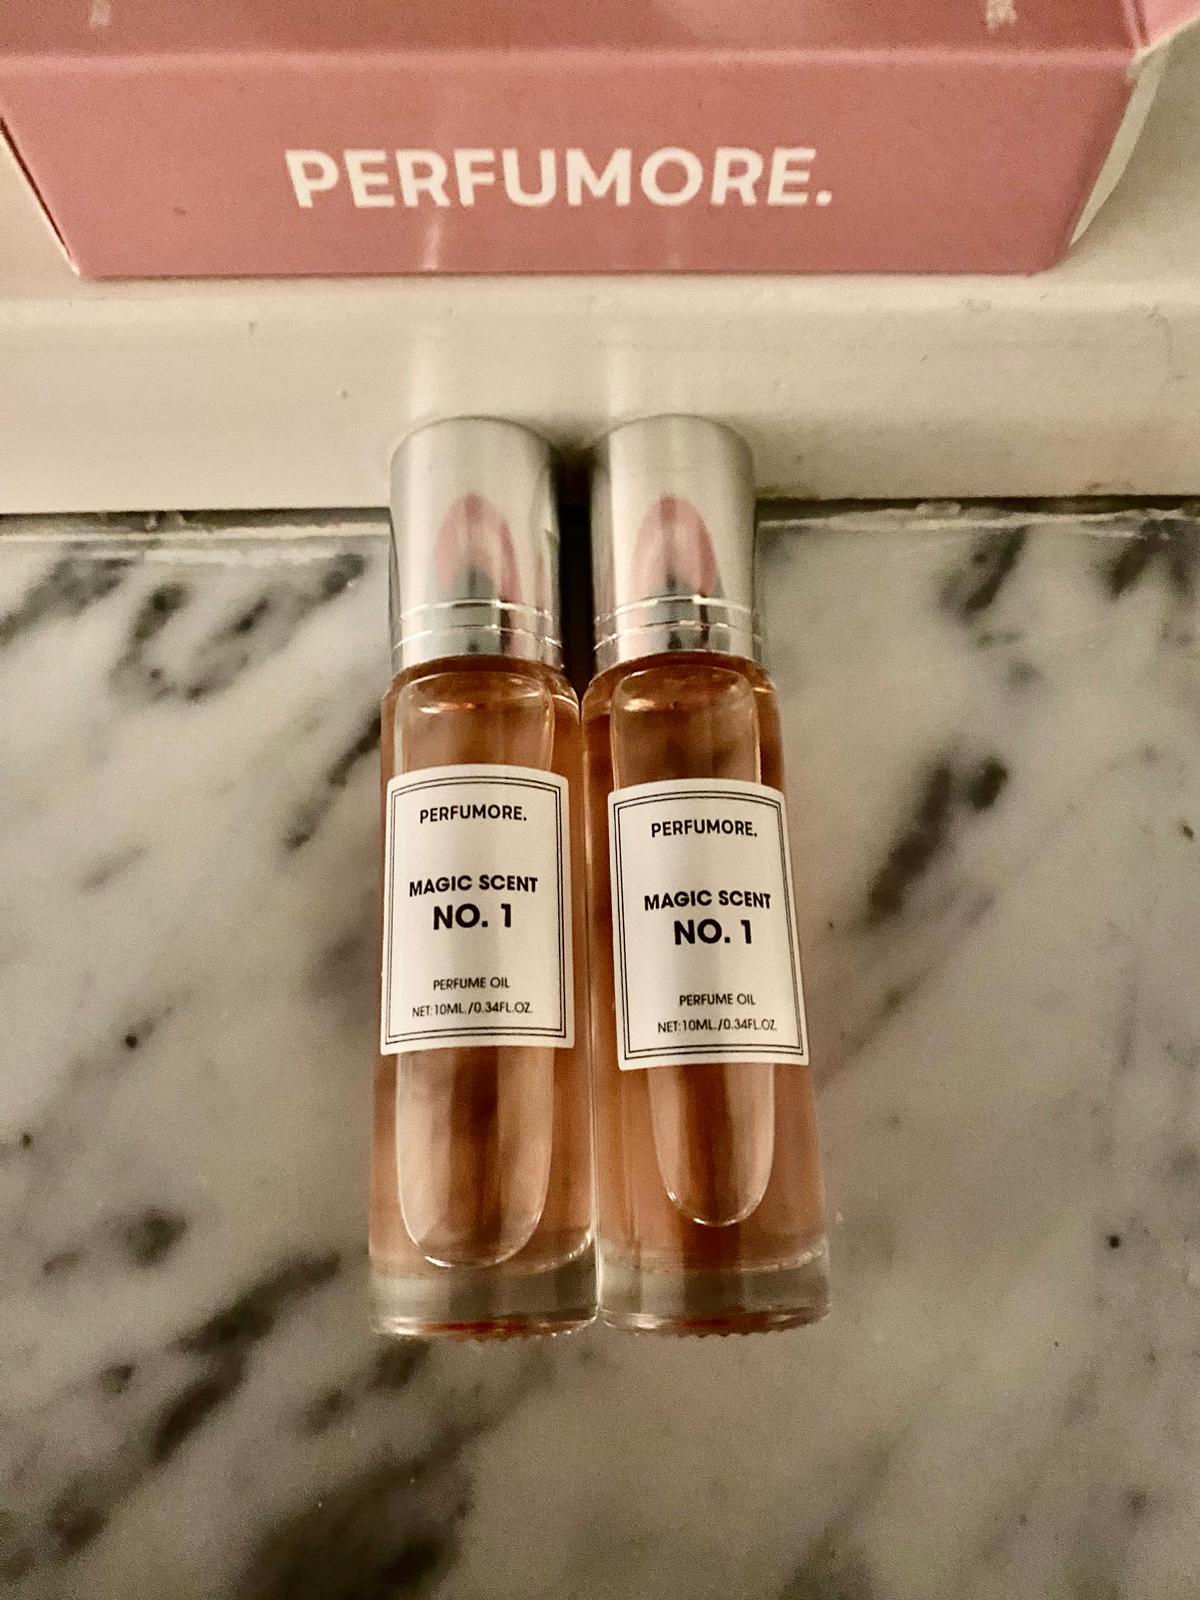 PERFUMORE.
PERFUMORE.
MAGIC SCENT
NO. 1
PERFUME OIL
NET:10ML./0.34FL.OZ.
PERFUMORE.
MAGIC SCENT
NO. 1
PERFUME OIL
NET:10ML./0.34FL.OZ.